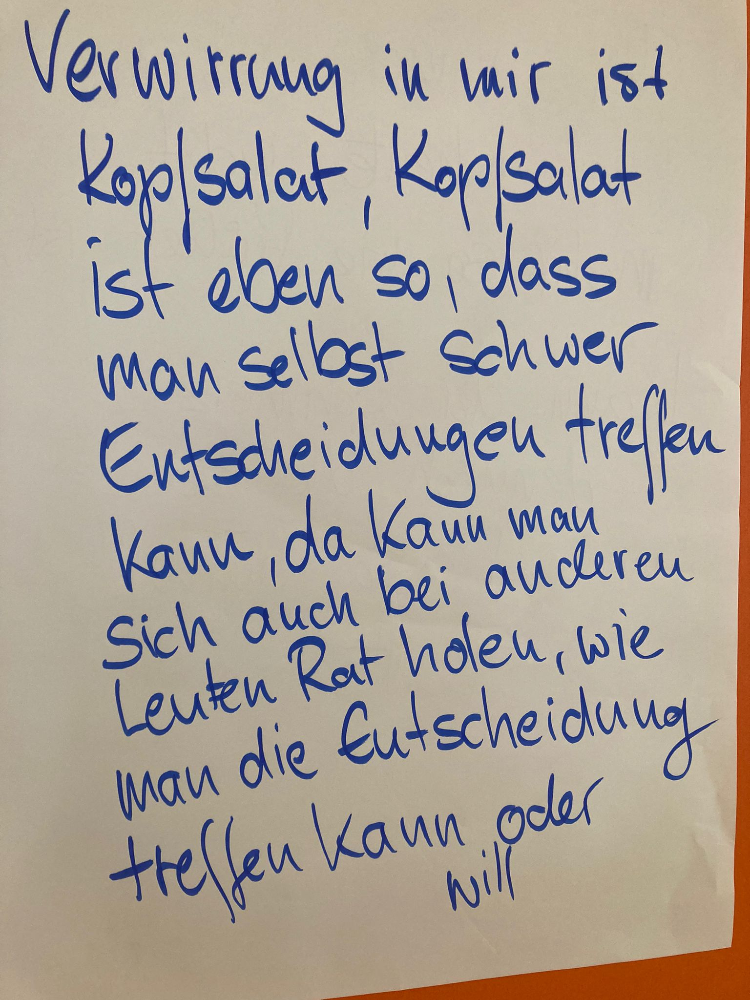 Verwirrung in mir ist
Kopfsalat, Kopfsalat
ist eben so, dass
man selbst schwer
Entscheidungen treffen
kann, da kann man
sich auch bei anderen
Leuten Rat holen, wie
man die Entscheidung
treffen kann oder
will